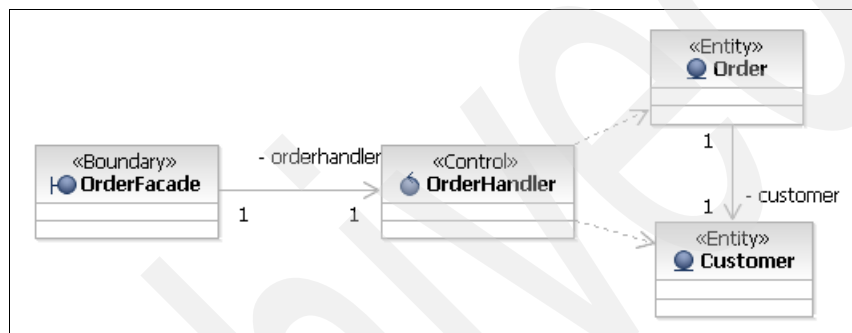 «Entity»
Order
«Boundary»
OrderFacade
- orderhandler
1
1
«Control»
OrderHandler
1
1
- customer
«Entity»
Customer